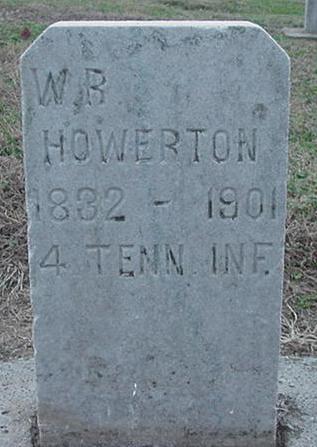 W.R
HOWERTON
1832 - 1901
4 TENN. INF.